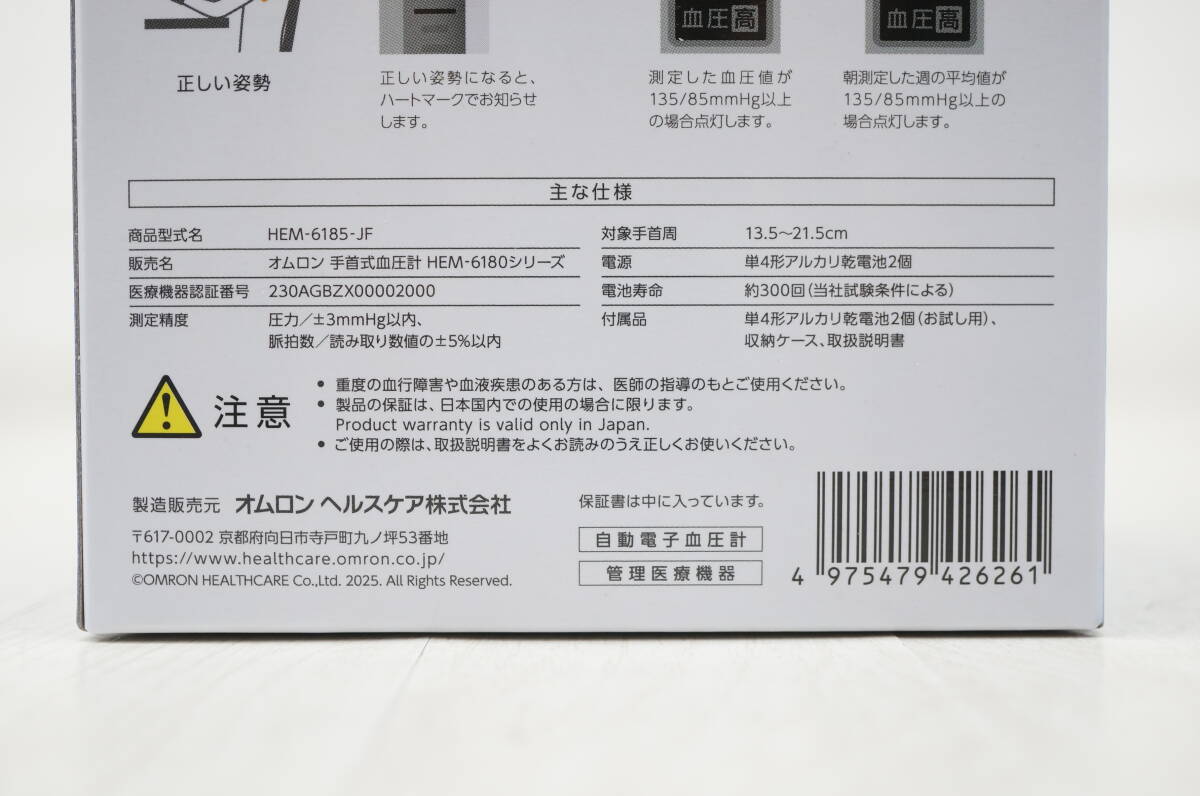 血圧高
血圧高
正しい姿勢
正しい姿勢になると、
ハートマークでお知らせ
します。
測定した血圧値が
135/85mmHg以上
の場合点灯します。
朝測定した週の平均値が
135/85mmHg以上の
場合点灯します。
主な仕様
商品型式名 HEM-6185-JF
販売名 オムロン 手首式血圧計 HEM-6180シリーズ
医療機器認証番号 230AGBZX00002000
測定精度 圧力/±3mmHg以内、
脈拍数/読み取り数値の±5%以内
対象手首周 13.5~21.5cm
電源 単4形アルカリ乾電池2個
電池寿命 約300回(当社試験条件による)
付属品 単4形アルカリ乾電池2個(お試し用)、
収納ケース、取扱説明書
注意
• 重度の血行障害や血液疾患のある方は、医師の指導のもとご使用ください。
• 製品の保証は、日本国内での使用の場合に限ります。
Product warranty is valid only in Japan.
• ご使用の際は、取扱説明書をよくお読みのうえ正しくお使いください。
製造販売元 オムロン ヘルスケア株式会社
〒617-0002 京都府向日市寺戸町九ノ坪53番地
https://www.healthcare.omron.co.jp/
©OMRON HEALTHCARE Co.,Ltd. 2025. All Rights Reserved.
保証書は中に入っています。
自動電子血圧計
管理医療機器
4 975479 426261